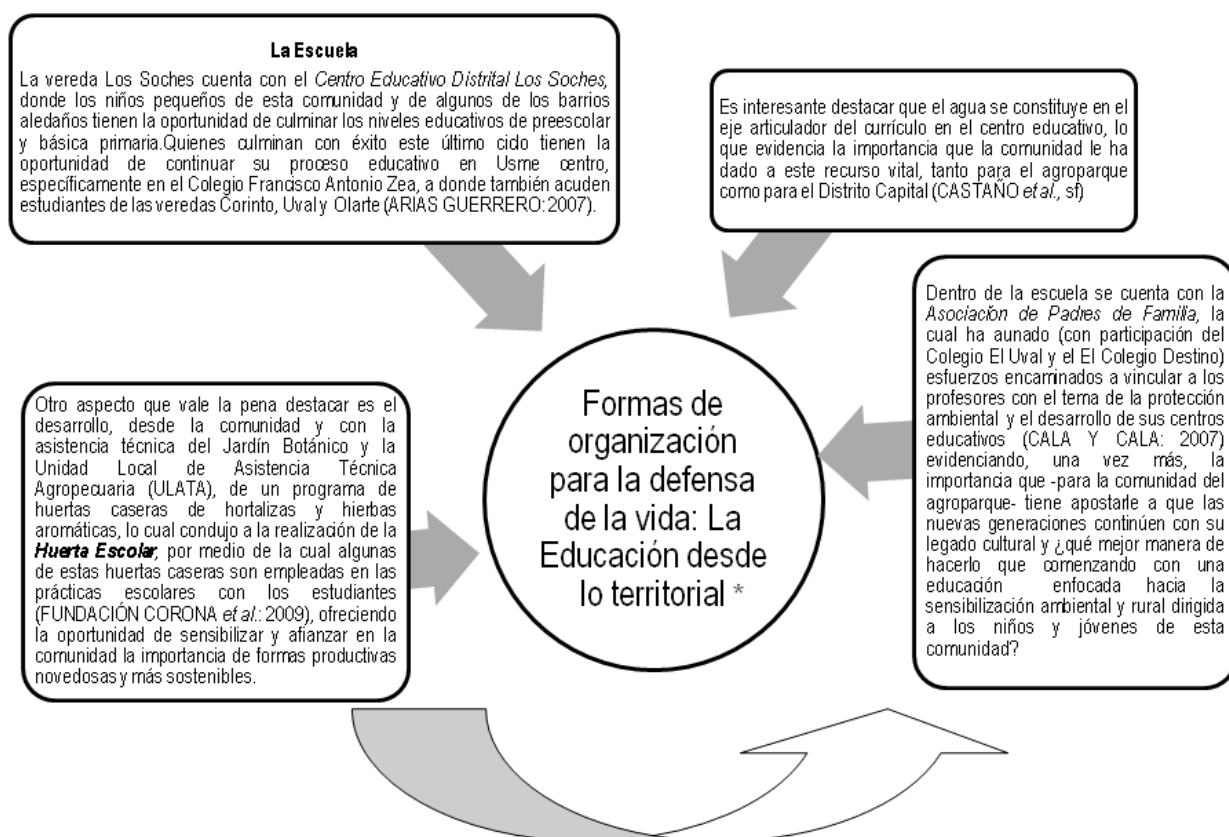 La Escuela
La vereda Los Soches cuenta con el Centro Educativo Distrital Los Soches,
donde los niños pequeños de esta comunidad y de algunos de los barrios
aledaños tienen la oportunidad de culminar los niveles educativos de preescolar
y básica primaria.Quienes culminan con éxito este último ciclo tienen la
oportunidad de continuar su proceso educativo en Usme centro,
específicamente en el Colegio Francisco Antonio Zea, a donde también acuden
estudiantes de las veredas Corinto, Uval y Olarte (ARIAS GUERRERO: 2007).
Es interesante destacar que el agua se constituye en el
eje articulador del currículo en el centro educativo, lo
que evidencia la importancia que la comunidad le ha
dado a este recurso vital, tanto para el agroparque
como para el Distrito Capital (CASTAÑO et al., sf)
Dentro de la escuela se cuenta con la
Asociación de Padres de Familia, la
cual ha aunado (con participación del
Colegio El Uval y el El Colegio Destino)
esfuerzos encaminados a vincular a los
profesores con el tema de la protección
ambiental y el desarrollo de sus centros
educativos (CALA Y CALA: 2007)
evidenciando, una vez más, la
importancia que -para la comunidad del
agroparque- tiene apostarle a que las
nuevas generaciones continúen con su
legado cultural y ¿qué mejor manera de
hacerlo que comenzando con una
educación enfocada hacia la
sensibilización ambiental y rural dirigida
a los niños y jóvenes de esta
comunidad?
Otro aspecto que vale la pena destacar es el
desarrollo, desde la comunidad y con la
asistencia técnica del Jardín Botánico y la
Unidad Local de Asistencia Técnica
Agropecuaria (ULATA), de un programa de
huertas caseras de hortalizas y hierbas
aromáticas, lo cual condujo a la realización de la
Huerta Escolar, por medio de la cual algunas
de estas huertas caseras son empleadas en las
prácticas escolares con los estudiantes
(FUNDACIÓN CORONA et al.: 2009), ofreciendo
la oportunidad de sensibilizar y afianzar en la
comunidad la importancia de formas productivas
novedosas y más sostenibles.
Formas de
organización
para la defensa
de la vida: La
Educación desde
lo territorial *